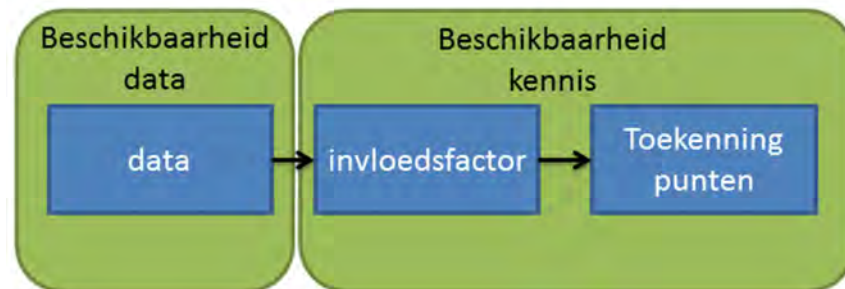 Beschikbaarheid
data
data
Beschikbaarheid
kennis
invloedsfactor
Toekenning
punten